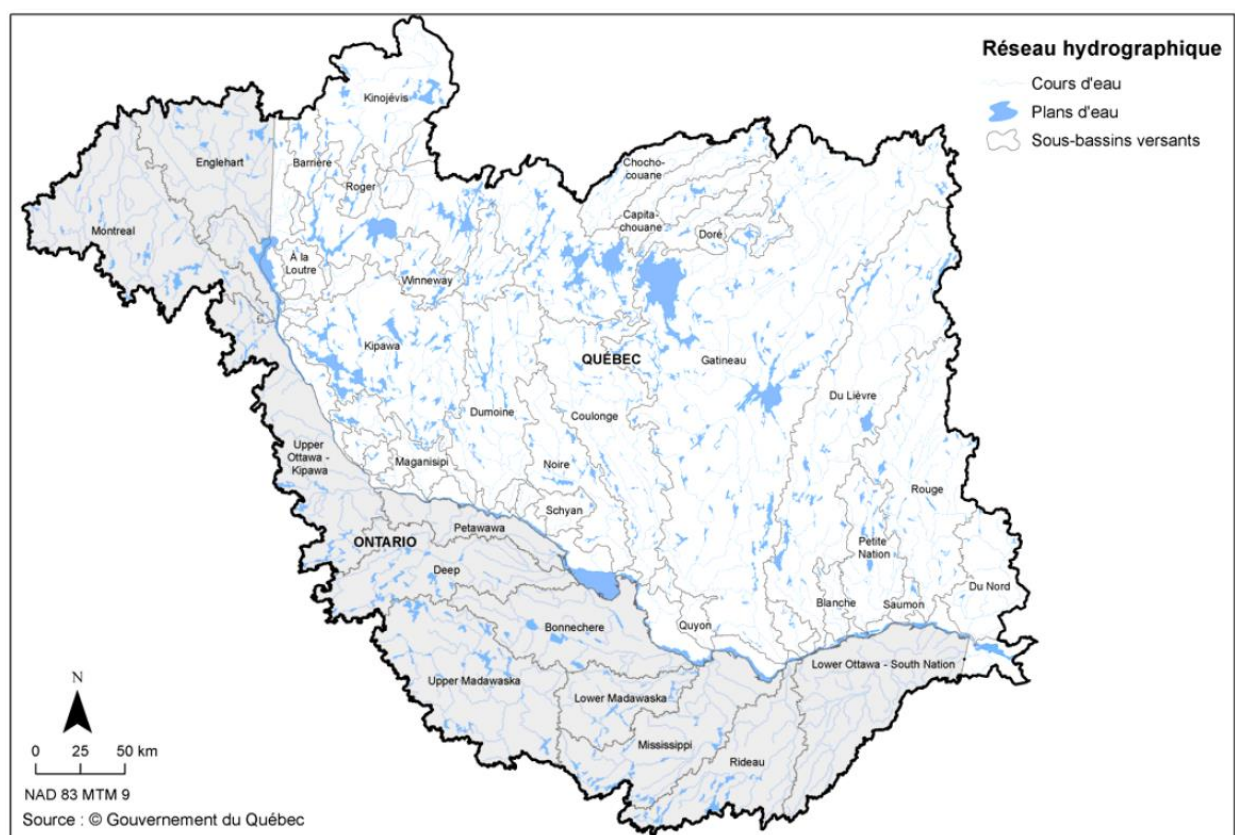 Réseau hydrographique
Cours d'eau
Plans d'eau
Sous-bassins versants
Kinojévis
Englehart
Barrière
Chocho-
couane
Roger
Capita-
chouane
Doré
Montreal
À la
Loutre
Winneway
Kipawa
QUÉBEC
Gatineau
Du Lièvre
Dumoine
Coulonge
Upper
Ottawa -
Kipawa
Maganisipi
Noire
Rouge
Schyan
Petawawa
ONTARIO
Petite
Nation
Deep
Du Nord
Blanche
Saumon
Bonnechere
Quyon
Lower Ottawa - South Nation
Upper Madawaska
Lower Madawaska
Mississippi
Rideau
N
0 25 50 km
NAD 83 MTM 9
Source : © Gouvernement du Québec